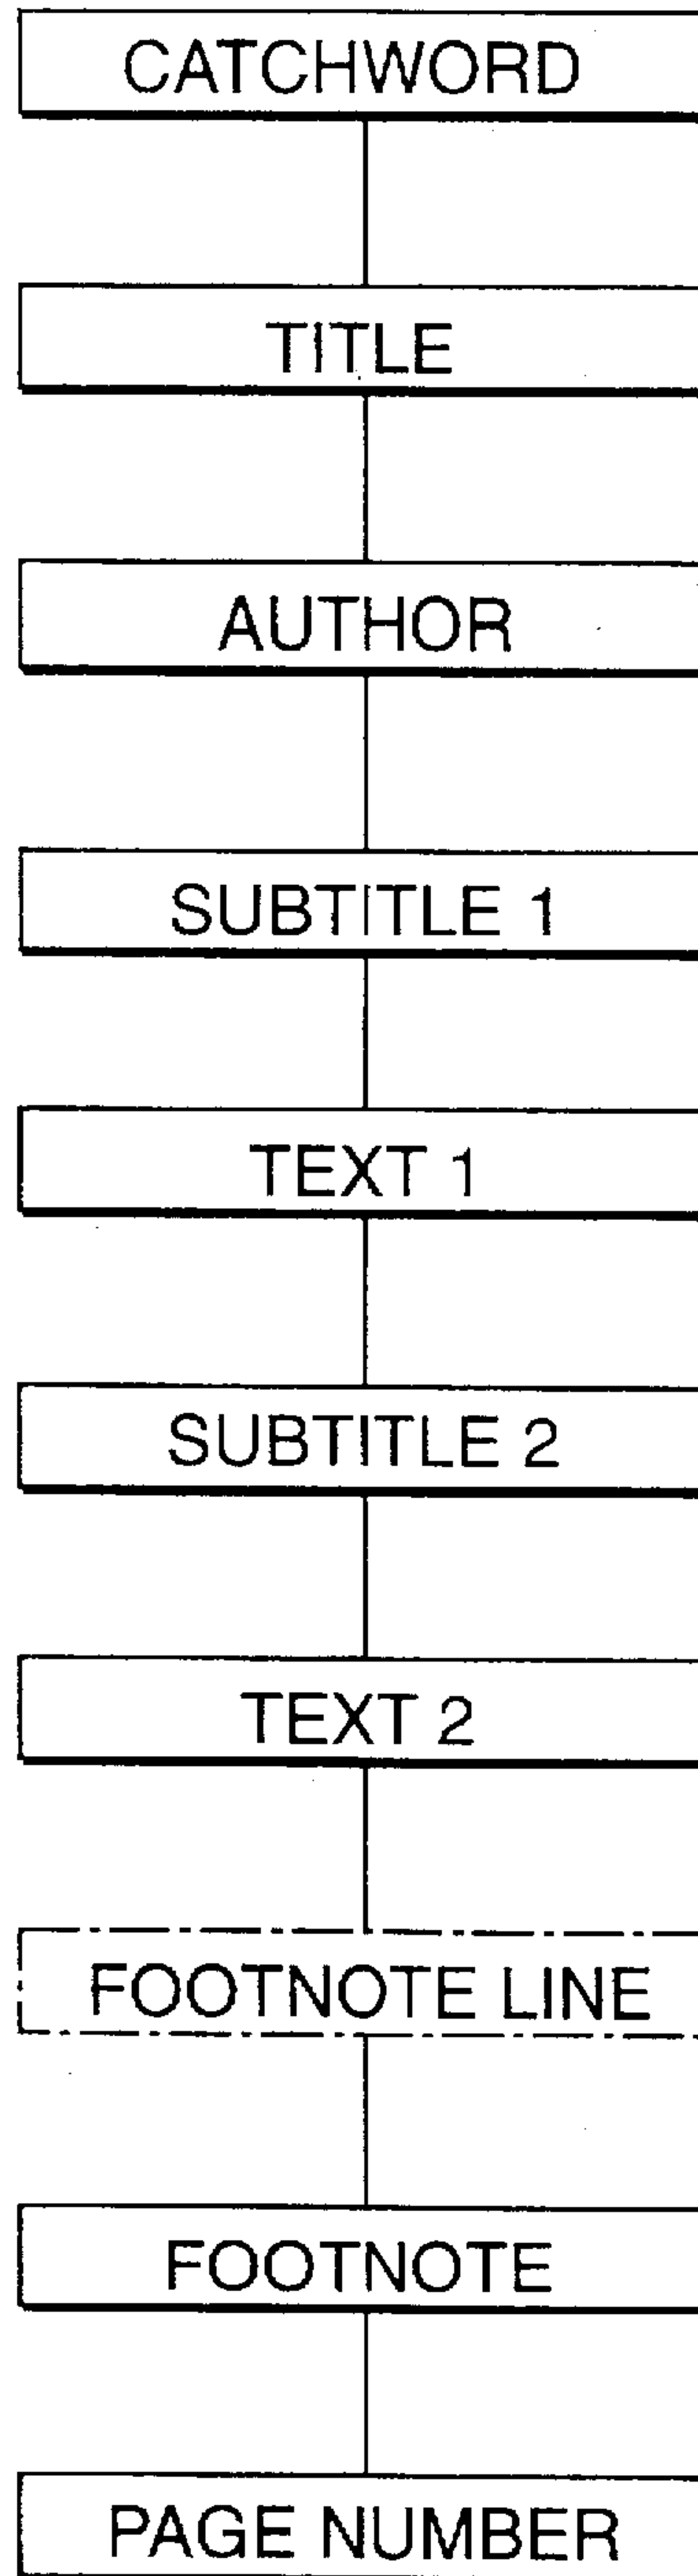 CATCHWORD
TITLE
AUTHOR
SUBTITLE 1
TEXT 1
SUBTITLE 2
TEXT 2
FOOTNOTE LINE
FOOTNOTE
PAGE NUMBER